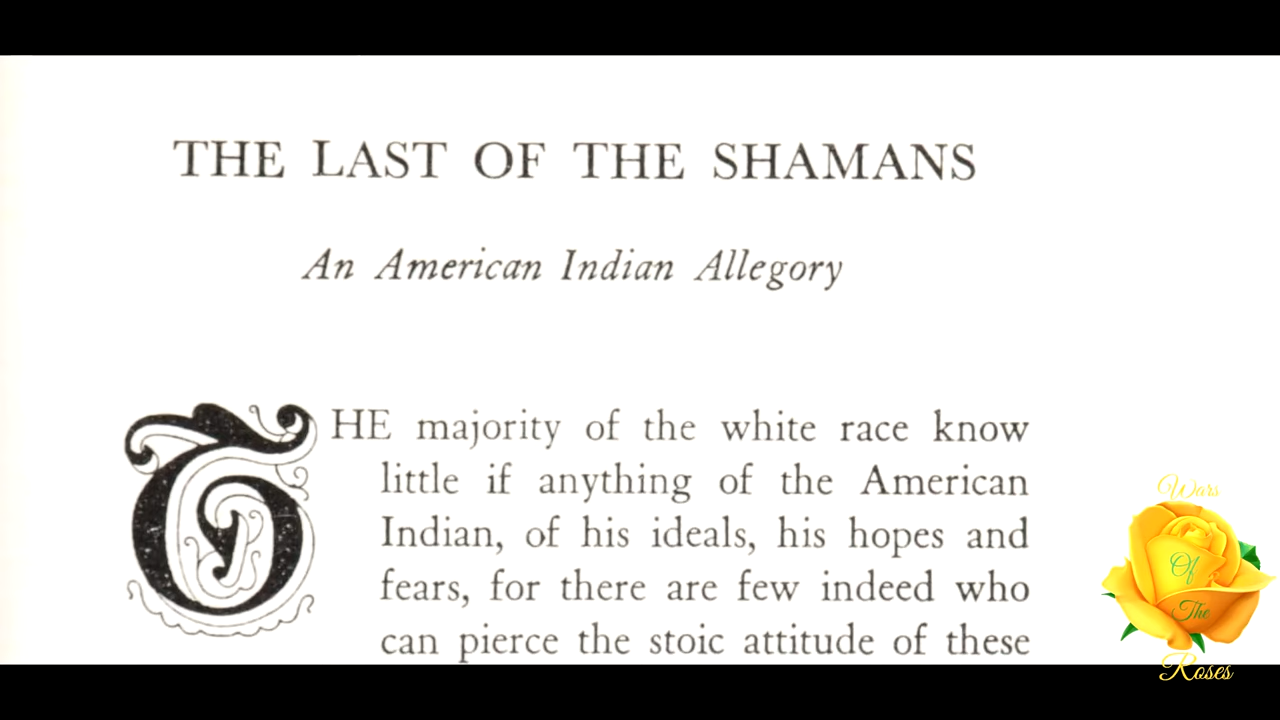 THE LAST OF THE SHAMANS
An American Indian Allegory
THE majority of the white race know
little if anything of the American
Indian, of his ideals, his hopes and
fears, for there are few indeed who
can pierce the stoic attitude of these
Wars
Of
The
Roses